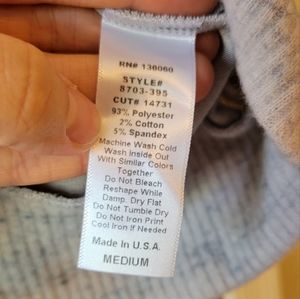 RN# 136060
STYLE#
8703-395
CUT# 14731
93% Polyester
2% Cotton
5% Spandex
Machine Wash Cold
Wash Inside Out
With Similar Colors
Together
Do Not Bleach
Reshape While
Damp. Dry Flat
Do Not Tumble Dry
Do Not Iron Print
Cool Iron if Needed
Made In U.S.A.
MEDIUM